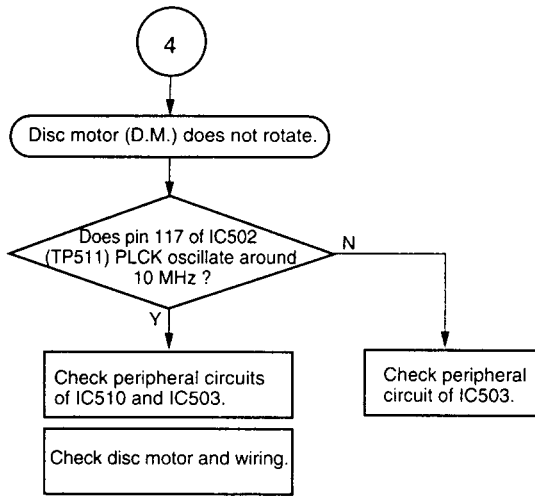 4
Disc motor (D.M.) does not rotate.
Does pin 117 of IC502
(TP511) PLCK oscillate around
10 MHz ?
N
Y
Check peripheral circuits
of IC510 and IC503.
Check peripheral
circuit of IC503.
Check disc motor and wiring.